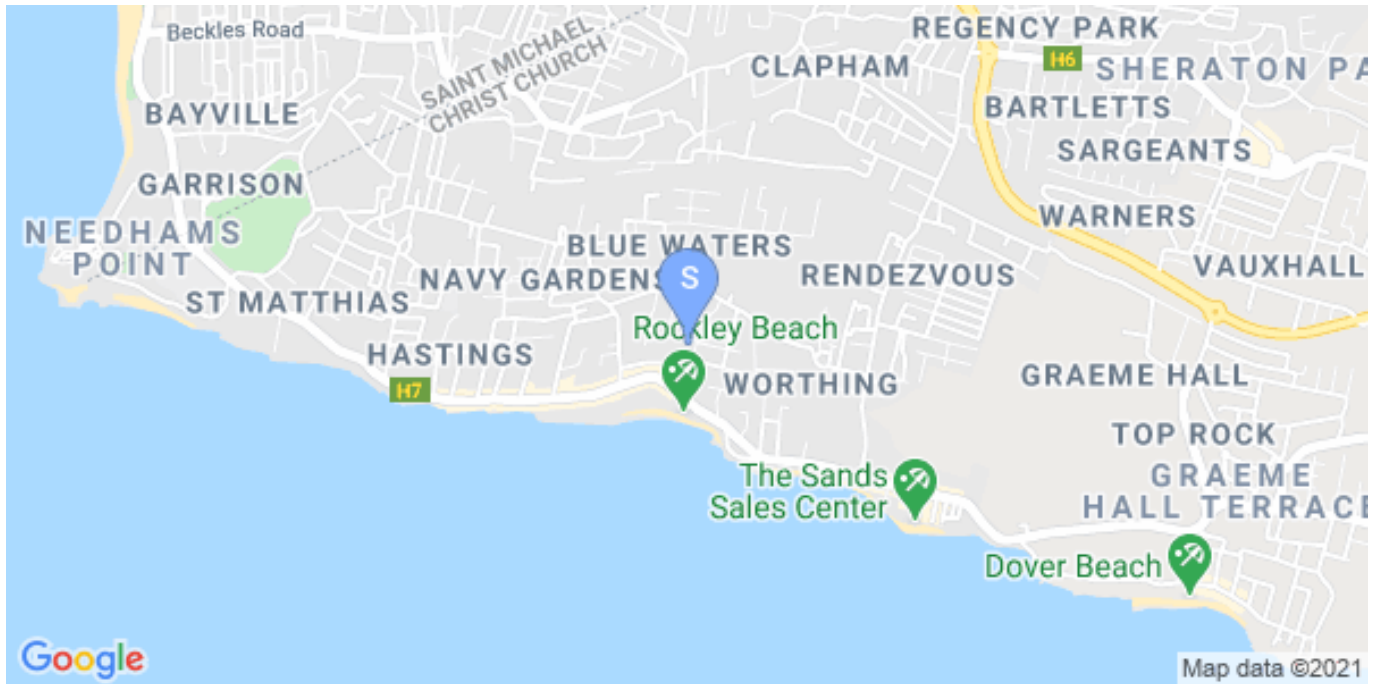 REGENCY PARK
Beckles Road
H6
SAINT MICHAEL
CHRIST CHURCH
CLAPHAM
SHERATON PA
BARTLETTS
BAYVILLE
SARGEANTS
GARRISON
WARNERS
NEEDHAMS
POINT
BLUE WATERS
VAUXHALL
NAVY GARDENS
S
RENDEZVOUS
ST MATTHIAS
Rockley Beach
HASTINGS
H7
WORTHING
GRAEME HALL
TOP ROCK
The Sands
Sales Center
GRAEME
HALL TERRACE
Dover Beach
Google
Map data ©2021